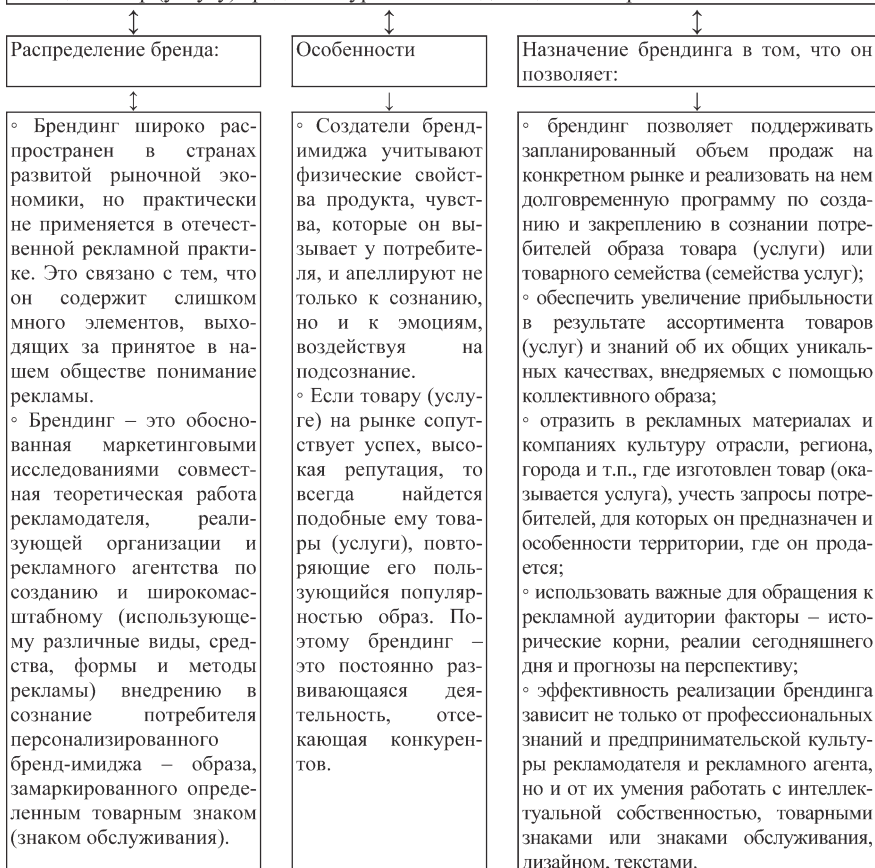 Распределение бренда:
Особенности
Назначение брендинга в том, что он
позволяет:
◦ Брендинг широко рас-
пространен в странах
развитой рыночной эко-
номики, но практически
не применяется в отечест-
венной рекламной практи-
ке. Это связано с тем, что
он содержит слишком
много элементов, выхо-
дящих за принятое в на-
шем обществе понимание
рекламы.
◦ Брендинг – это обосно-
ванная маркетинговыми
исследованиями совмест-
ная теоретическая работа
рекламодателя, реали-
зующей организации и
рекламного агентства по
созданию и широкомас-
штабному (использующе-
му различные виды, сред-
ства, формы и методы
рекламы) внедрению в
сознание потребителя
персонализированного
бренд-имиджа – образа,
замаркированного опреде-
ленным товарным знаком
(знаком обслуживания).
◦ Создатели бренд-
имиджа учитывают
физические свойст-
ва продукта, чувст-
ва, которые он вы-
зывает у потребите-
ля, и апеллируют не
только к сознанию,
но и к эмоциям,
воздействуя на
подсознание.
◦ Если товару (услу-
ге) на рынке сопут-
ствует успех, высо-
кая репутация, то
всегда найдется
подобные ему това-
ры (услуги), повто-
ряющие его поль-
зующийся популяр-
ностью образ. По-
этому брендинг –
это постоянно раз-
вивающаяся дея-
тельность, отсе-
кающая конкурен-
тов.
◦ брендинг позволяет поддерживать
запланированный объем продаж на
конкретном рынке и реализовать на нем
долговременную программу по созда-
нию и закреплению в сознании потре-
бителей образа товара (услуги) или
товарного семейства (семейства услуг);
◦ обеспечить увеличение прибыльности
в результате ассортимента товаров
(услуг) и знаний об их общих уникаль-
ных качествах, внедряемых с помощью
коллективного образа;
◦ отразить в рекламных материалах и
компаниях культуру отрасли, региона,
города и т.п., где изготовлен товар (ока-
зывается услуга), учесть запросы потре-
бителей, для которых он предназначен и
особенности территории, где он прода-
ется;
◦ использовать важные для обращения к
рекламной аудитории факторы – исто-
рические корни, реалии сегодняшнего
дня и прогнозы на перспективу;
◦ эффективность реализации брендинга
зависит не только от профессиональных
знаний и предпринимательской культу-
ры рекламодателя и рекламного агента,
но и от их умения работать с интеллек-
туальной собственностью, товарными
знаками или знаками обслуживания,
дизайном, текстами.